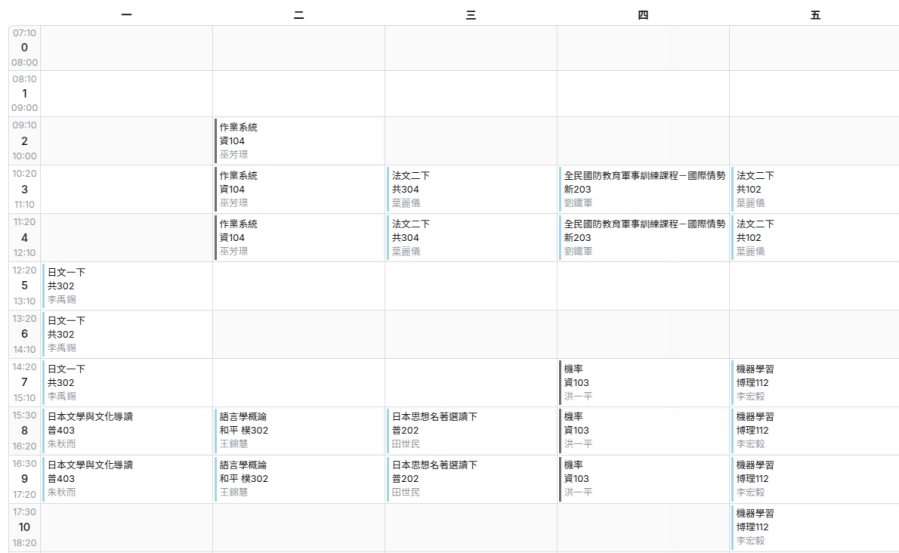 一 二 三 四 五
07:10
0
08:00
08:10
1
09:00
09:10
2
10:00
作業系統
資104
巫芳璟
10:20
3
11:10
作業系統
資104
巫芳璟
法文二下
共304
葉麗儀
全民國防教育軍事訓練課程－國際情勢
新203
劉鐵軍
法文二下
共102
葉麗儀
11:20
4
12:10
作業系統
資104
巫芳璟
法文二下
共304
葉麗儀
全民國防教育軍事訓練課程－國際情勢
新203
劉鐵軍
法文二下
共102
葉麗儀
12:20
5
13:10
日文一下
共302
李禹錫
13:20
6
14:10
日文一下
共302
李禹錫
14:20
7
15:10
日文一下
共302
李禹錫
機率
資103
洪一平
機器學習
博理112
李宏毅
15:30
8
16:20
日本文學與文化導讀
普403
朱秋而
語言學概論
和平 樸302
王錦慧
日本思想名著選讀下
普202
田世民
機率
資103
洪一平
機器學習
博理112
李宏毅
16:30
9
17:20
日本文學與文化導讀
普403
朱秋而
語言學概論
和平 樸302
王錦慧
日本思想名著選讀下
普202
田世民
機率
資103
洪一平
機器學習
博理112
李宏毅
17:30
10
18:20
機器學習
博理112
李宏毅